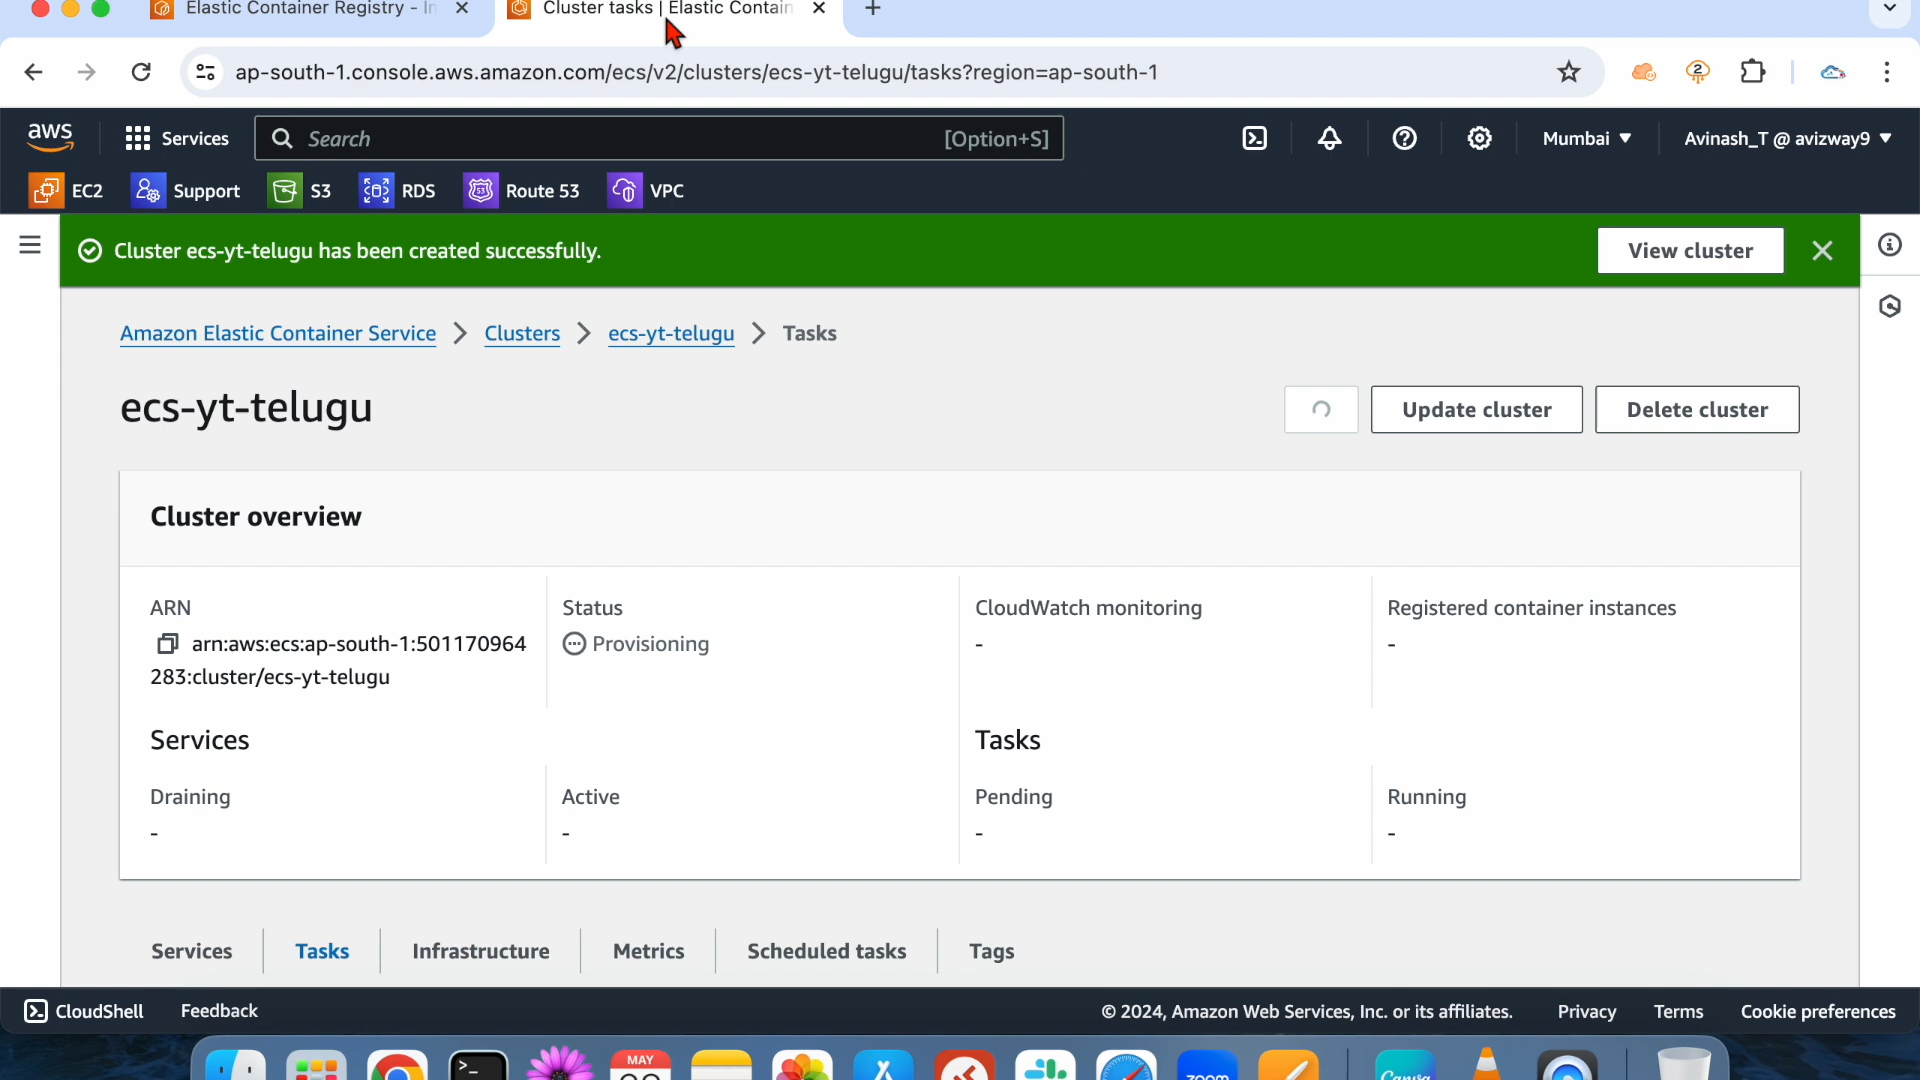 Elastic Container Registry - In
Cluster tasks | Elastic Contain
ap-south-1.console.aws.amazon.com/ecs/v2/clusters/ecs-yt-telugu/tasks?region=ap-south-1
2
aws
Services
Search
[Option+S]
Mumbai
Avinash_T @ avizway9
EC2
Support
S3
RDS
53
Route 53
VPC
Cluster ecs-yt-telugu has been created successfully.
View cluster
Amazon Elastic Container Service
Clusters
ecs-yt-telugu
Tasks
ecs-yt-telugu
Update cluster
Delete cluster
Cluster overview
ARN
arn:aws:ecs:ap-south-1:501170964
283:cluster/ecs-yt-telugu
Status
Provisioning
CloudWatch monitoring
-
Registered container instances
-
Services
Tasks
Draining
-
Active
-
Pending
-
Running
-
Services
Tasks
Infrastructure
Metrics
Scheduled tasks
Tags
CloudShell
Feedback
© 2024, Amazon Web Services, Inc. or its affiliates.
Privacy
Terms
Cookie preferences
MAY
zoom
Canva